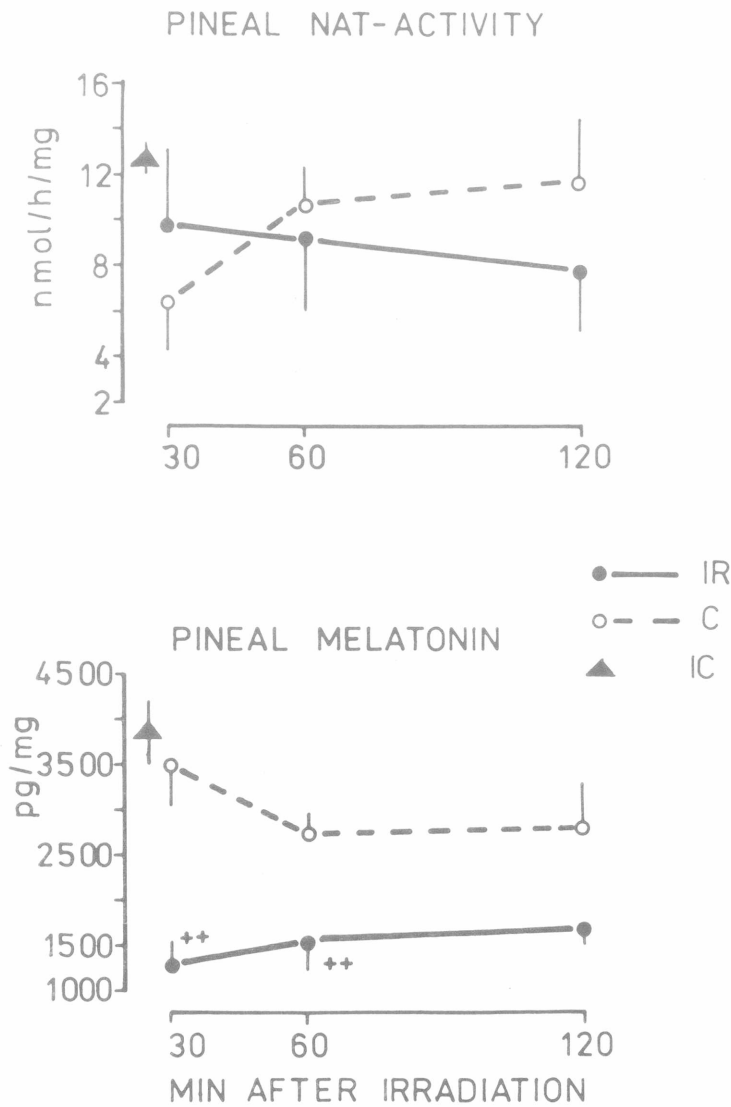 PINEAL NAT-ACTIVITY
nmol/h/mg
16
12
8
4
2
30 60 120
IR
C
IC
PINEAL MELATONIN
pg/mg
4500
3500
2500
1500
1000
++
++
30 60 120
MIN AFTER IRRADIATION